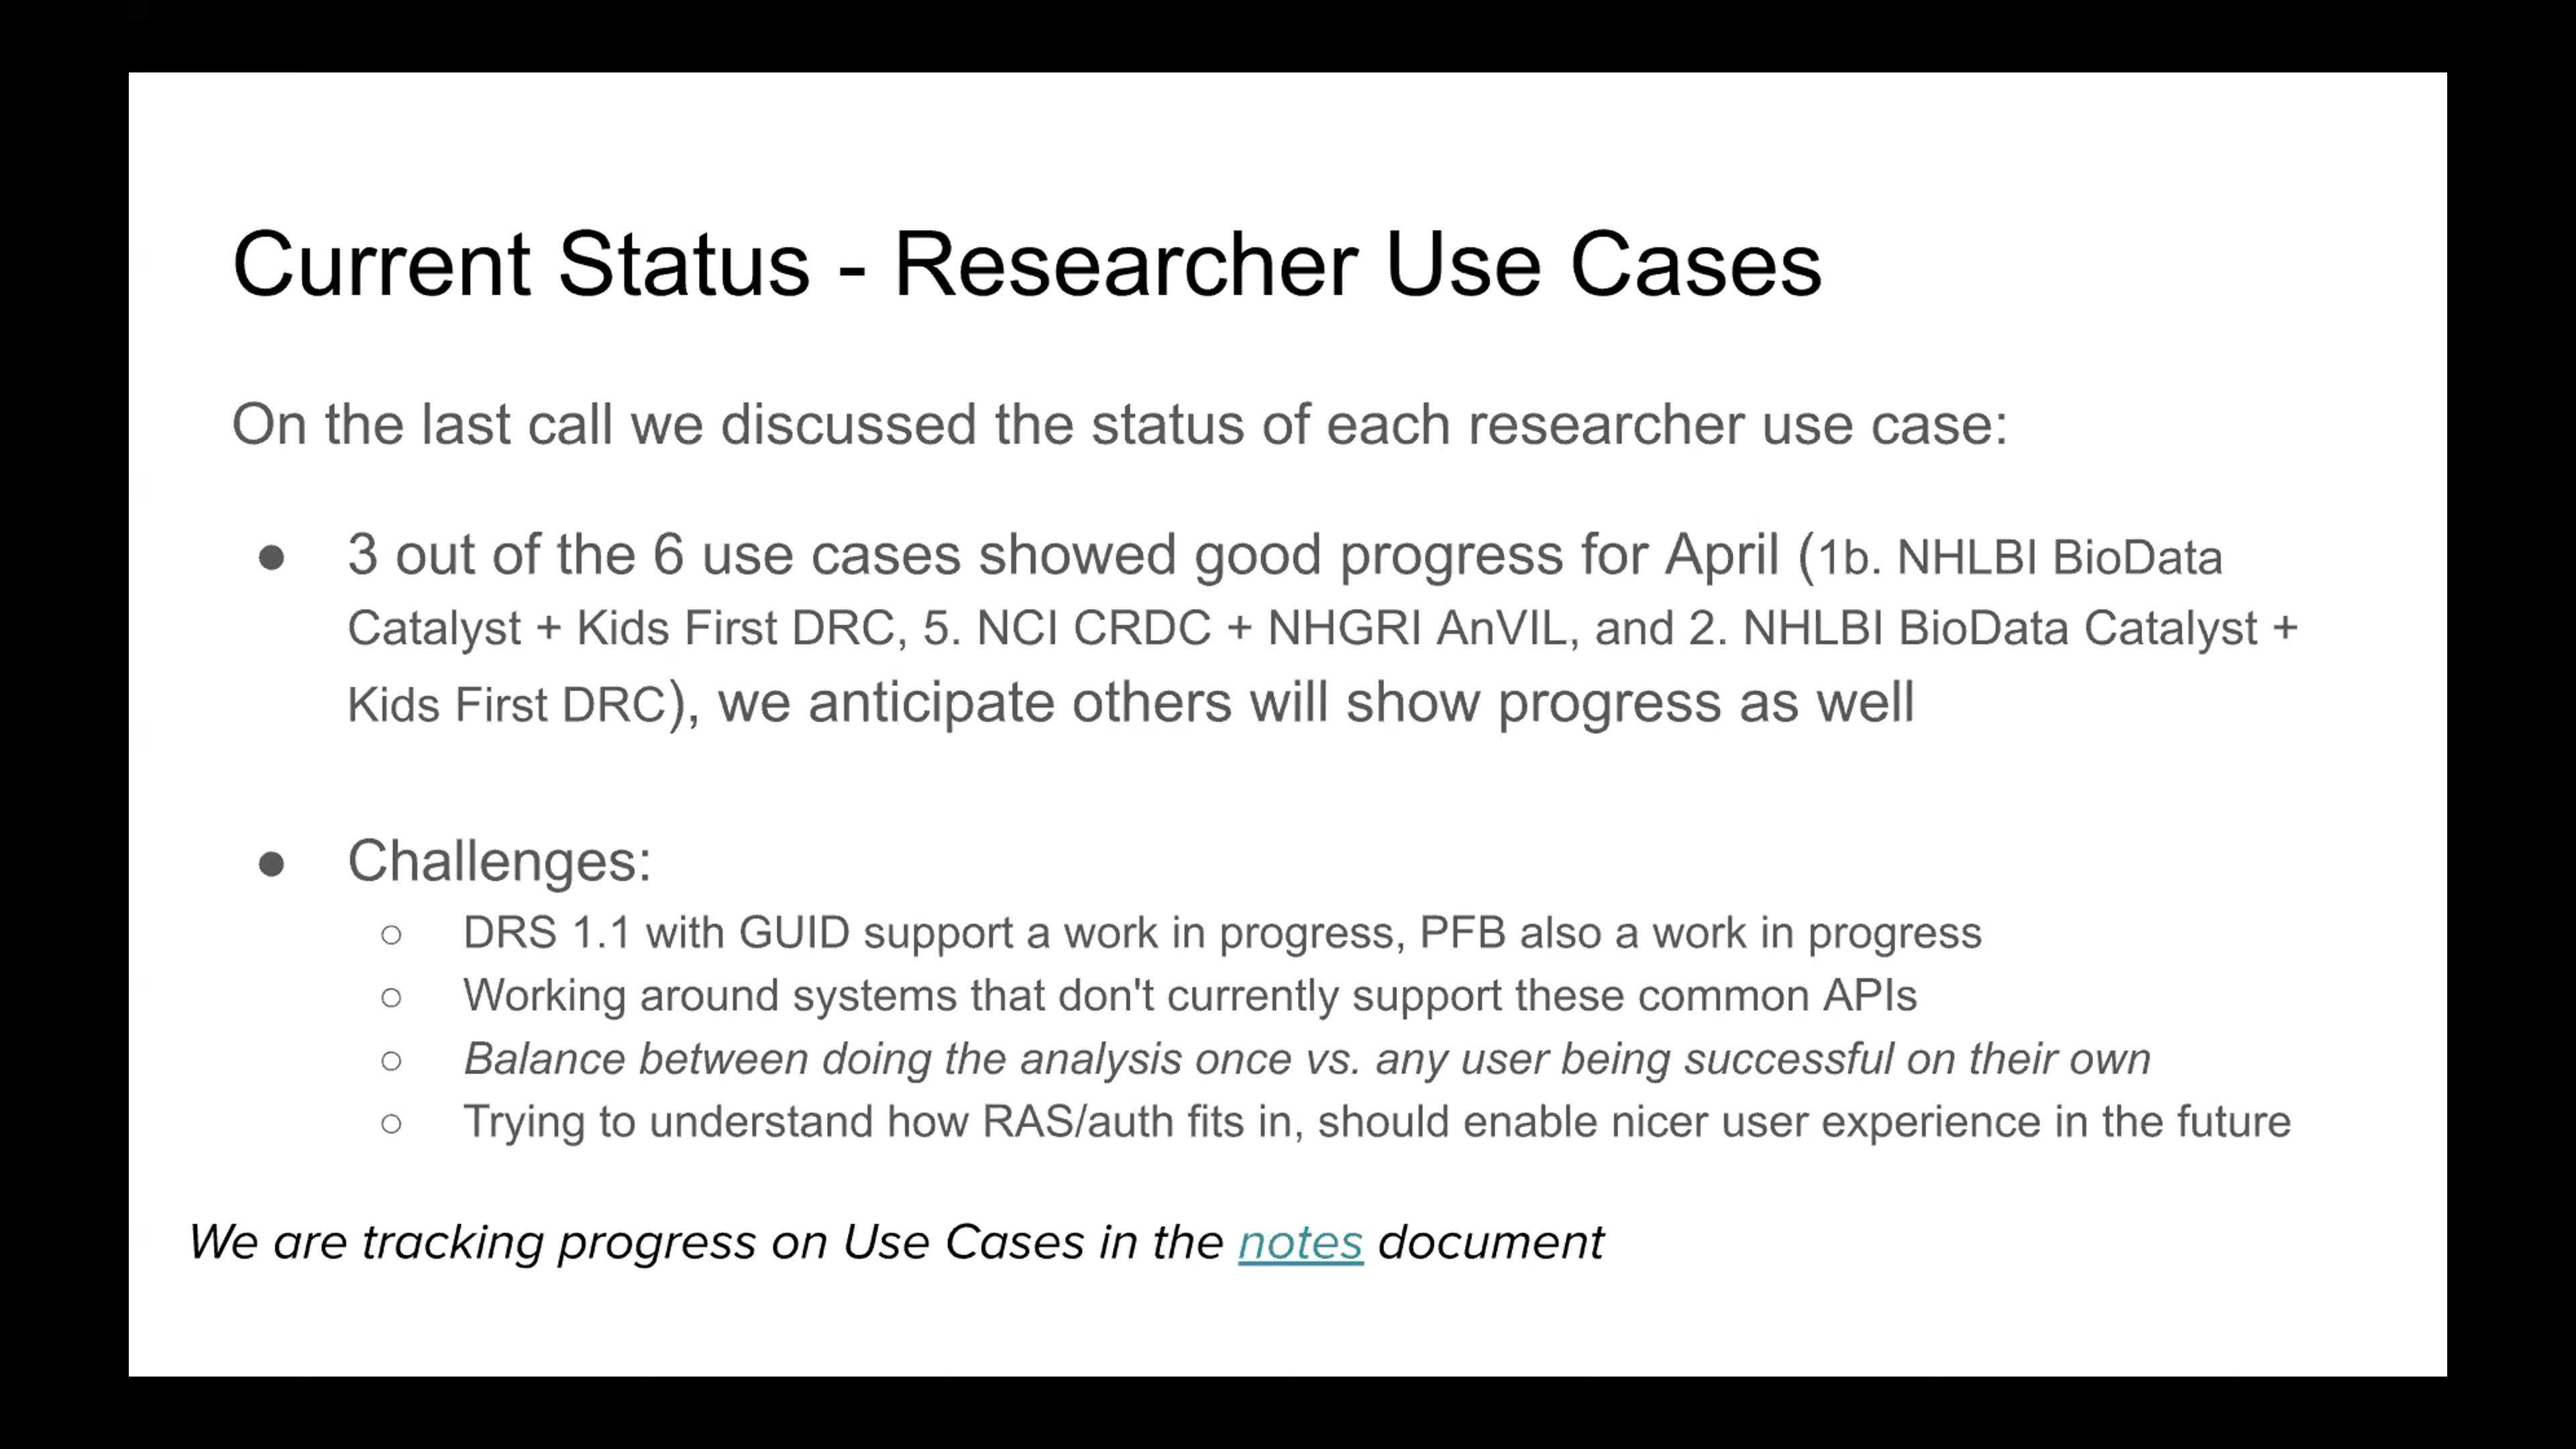 Current Status - Researcher Use Cases
On the last call we discussed the status of each researcher use case:
● 3 out of the 6 use cases showed good progress for April (1b. NHLBI BioData
Catalyst + Kids First DRC, 5. NCI CRDC + NHGRI AnVIL, and 2. NHLBI BioData Catalyst +
Kids First DRC), we anticipate others will show progress as well
● Challenges:
○ DRS 1.1 with GUID support a work in progress, PFB also a work in progress
○ Working around systems that don't currently support these common APIs
○ Balance between doing the analysis once vs. any user being successful on their own
○ Trying to understand how RAS/auth fits in, should enable nicer user experience in the future
We are tracking progress on Use Cases in the notes document